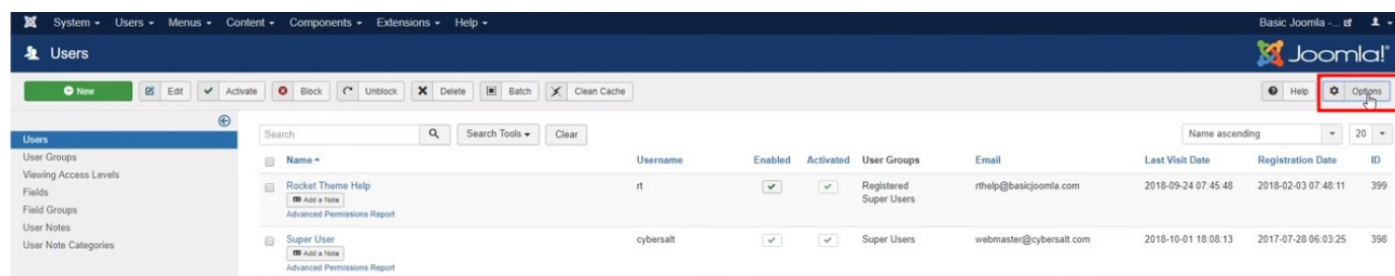 System Users Menus Content Components Extensions Help Basic Joomla -...
Users Joomla!®
New Edit Activate Block Unblock Delete Batch Clean Cache Help Options
Search Search Tools Clear Name ascending 20
Users
User Groups
Viewing Access Levels
Fields
Field Groups
User Notes
User Note Categories
Name Username Enabled Activated User Groups Email Last Visit Date Registration Date ID
Rocket Theme Help rt Registered rthelp@basicjoomla.com 2018-09-24 07:45:48 2018-02-03 07:48:11 399
Add a Note Super Users
Advanced Permissions Report
Super User cybersalt Super Users webmaster@cybersalt.com 2018-10-01 18:08:13 2017-07-28 06:03:25 398
Add a Note
Advanced Permissions Report